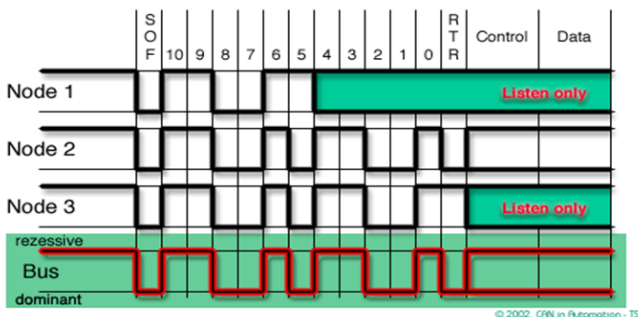 S O F 10 9 8 7 6 5 4 3 2 1 0 R T R Control Data
Node 1 Listen only
Node 2
Node 3 Listen only
rezessive
Bus
dominant
© 2002, CAN in Automation - TS